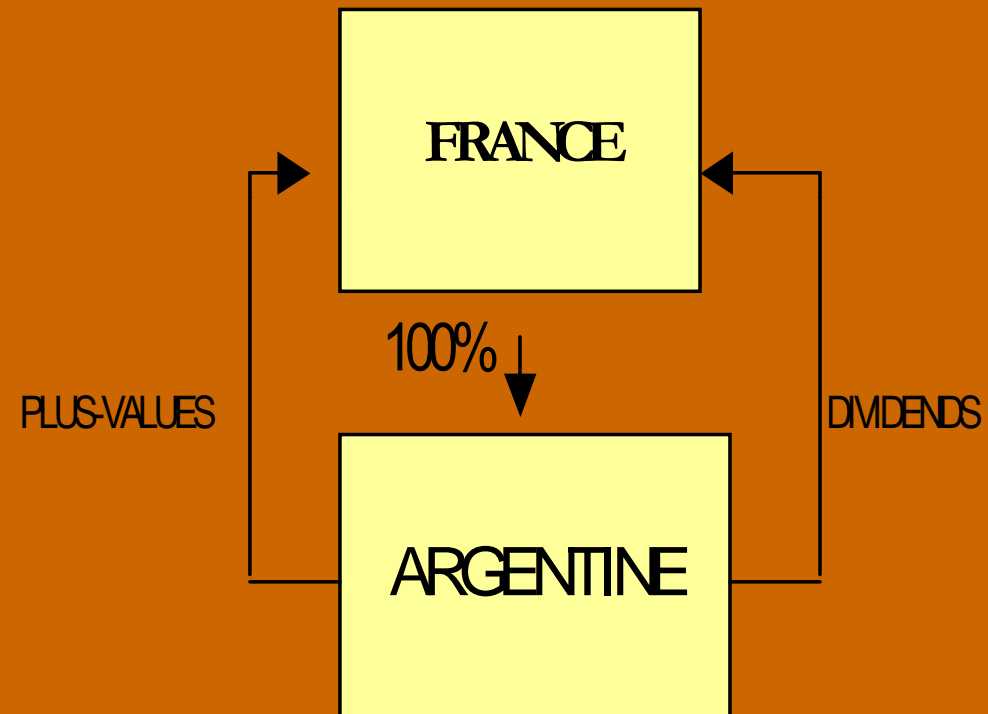 FRANCE
100%
PLUS-VALUES
DIVIDENDS
ARGENTINE